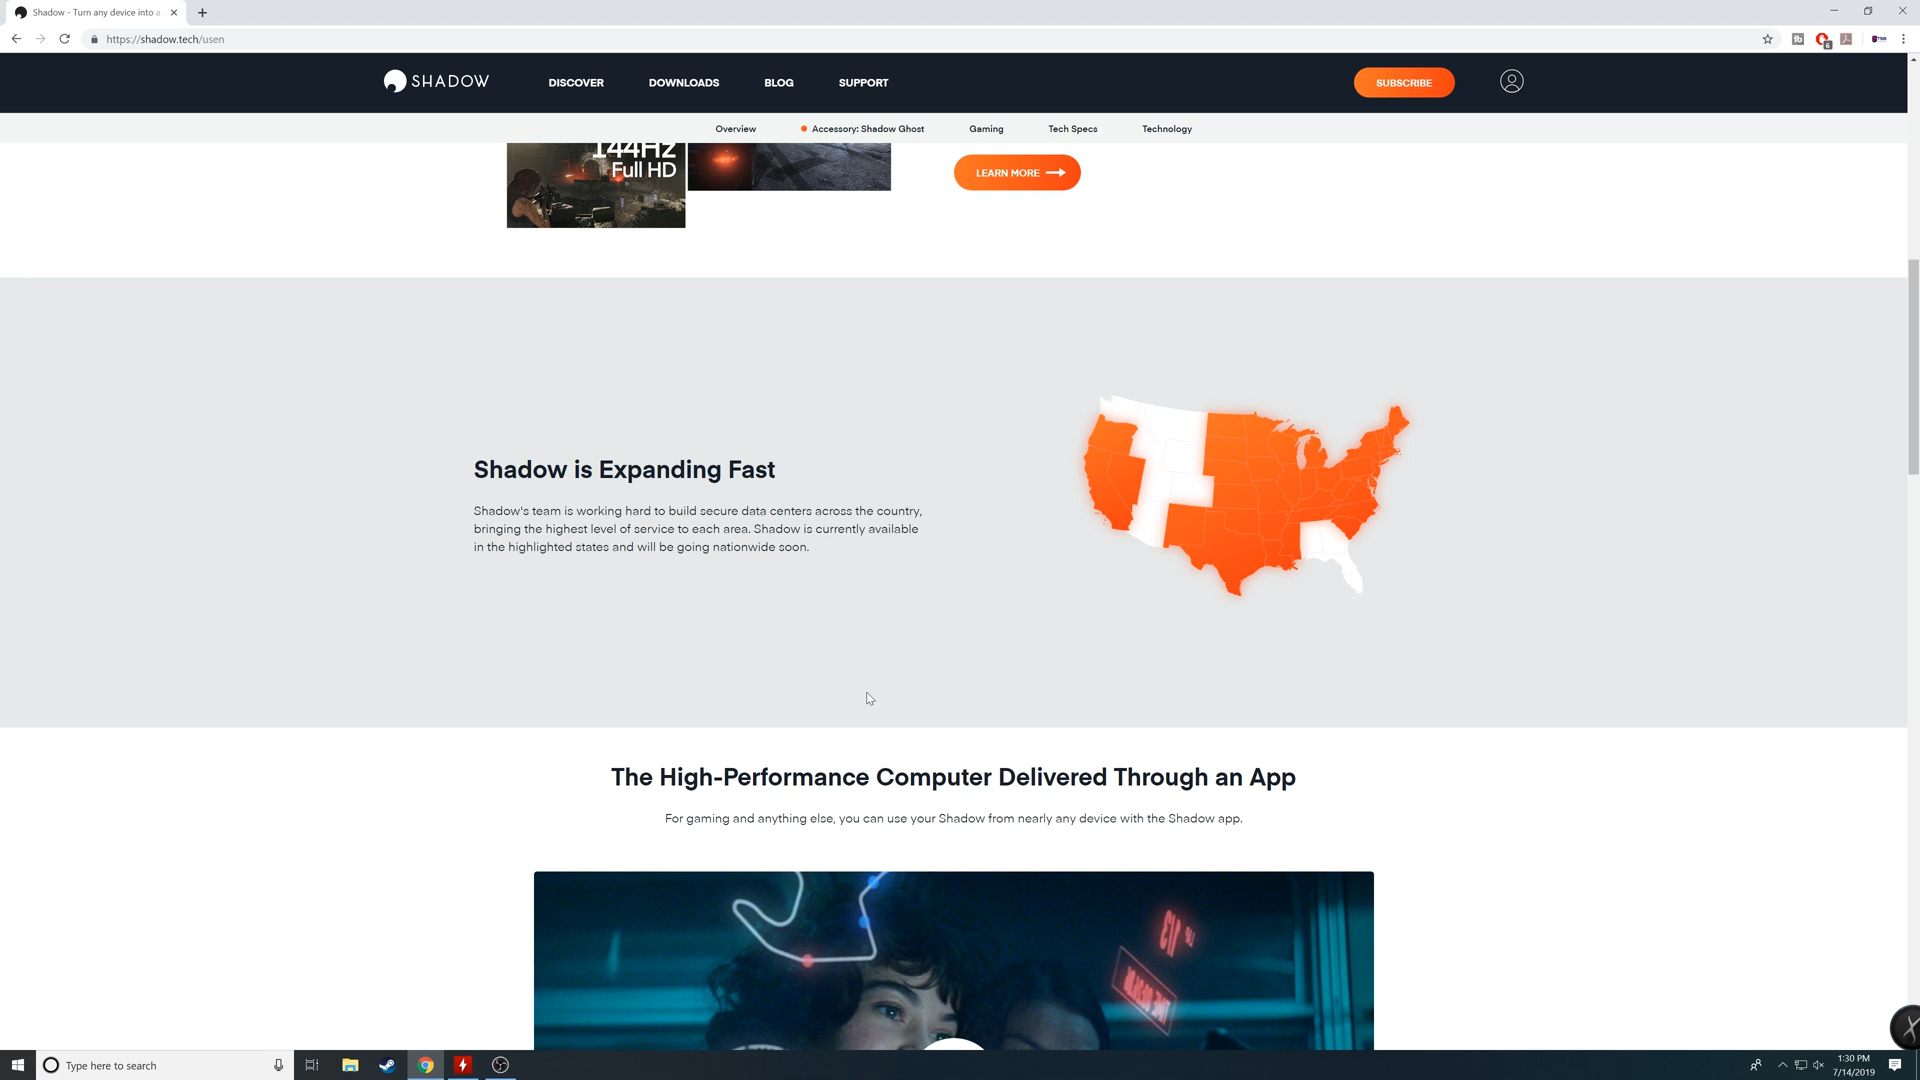 Shadow - Turn any device into a
https://shadow.tech/usen
6
SHADOW
DISCOVER
DOWNLOADS
BLOG
SUPPORT
SUBSCRIBE
Overview
Accessory: Shadow Ghost
Gaming
Tech Specs
Technology
144Hz
Full HD
LEARN MORE
Shadow is Expanding Fast
Shadow's team is working hard to build secure data centers across the country,
bringing the highest level of service to each area. Shadow is currently available
in the highlighted states and will be going nationwide soon.
The High-Performance Computer Delivered Through an App
For gaming and anything else, you can use your Shadow from nearly any device with the Shadow app.
Type here to search
1:30 PM
7/14/2019